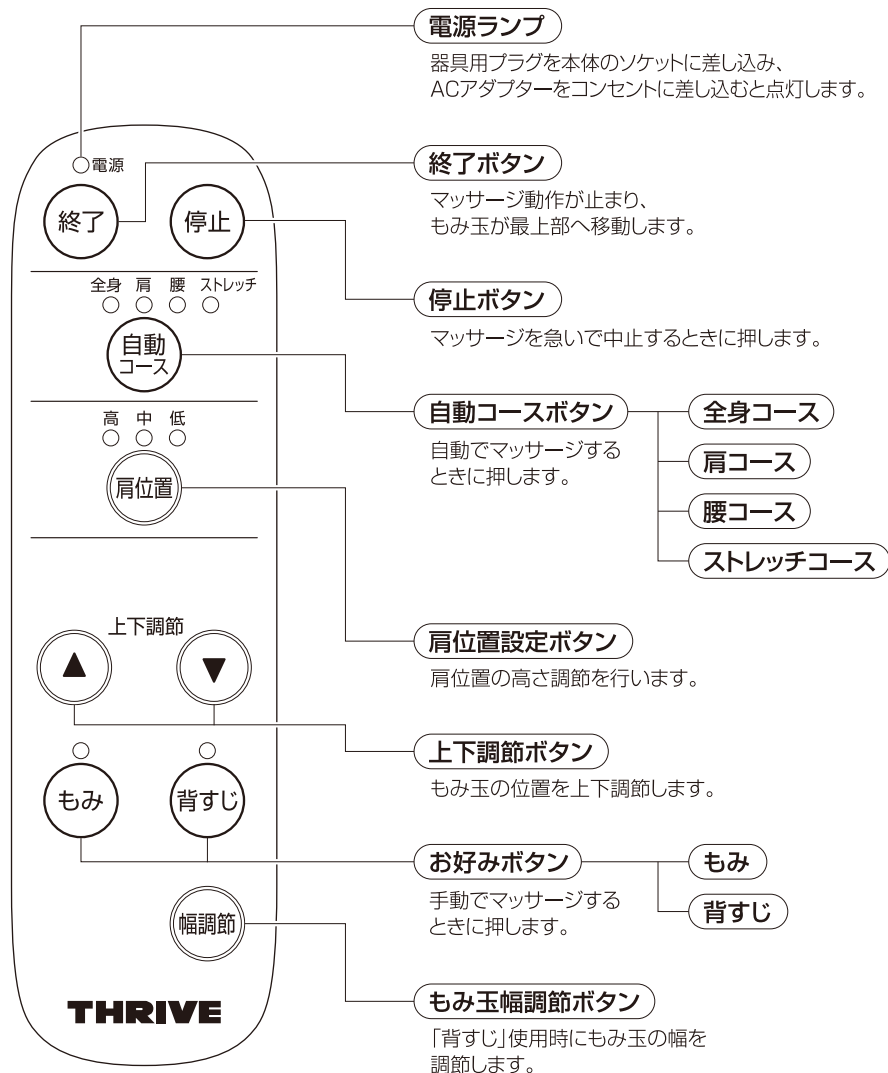 電源ランプ
器具用プラグを本体のソケットに差し込み、
ACアダプターをコンセントに差し込むと点灯します。
電源
終了
停止
終了ボタン
マッサージ動作が止まり、
もみ玉が最上部へ移動します。
停止ボタン
マッサージを急いで中止するときに押します。
全身 肩 腰 ストレッチ
自動
コース
自動コースボタン
自動でマッサージする
ときに押します。
全身コース
肩コース
腰コース
ストレッチコース
高 中 低
肩位置
肩位置設定ボタン
肩位置の高さ調節を行います。
上下調節
▲ ▼
上下調節ボタン
もみ玉の位置を上下調節します。
もみ
背すじ
お好みボタン
手動でマッサージする
ときに押します。
もみ
背すじ
幅調節
もみ玉幅調節ボタン
「背すじ」使用時にもみ玉の幅を
調節します。
THRIVE